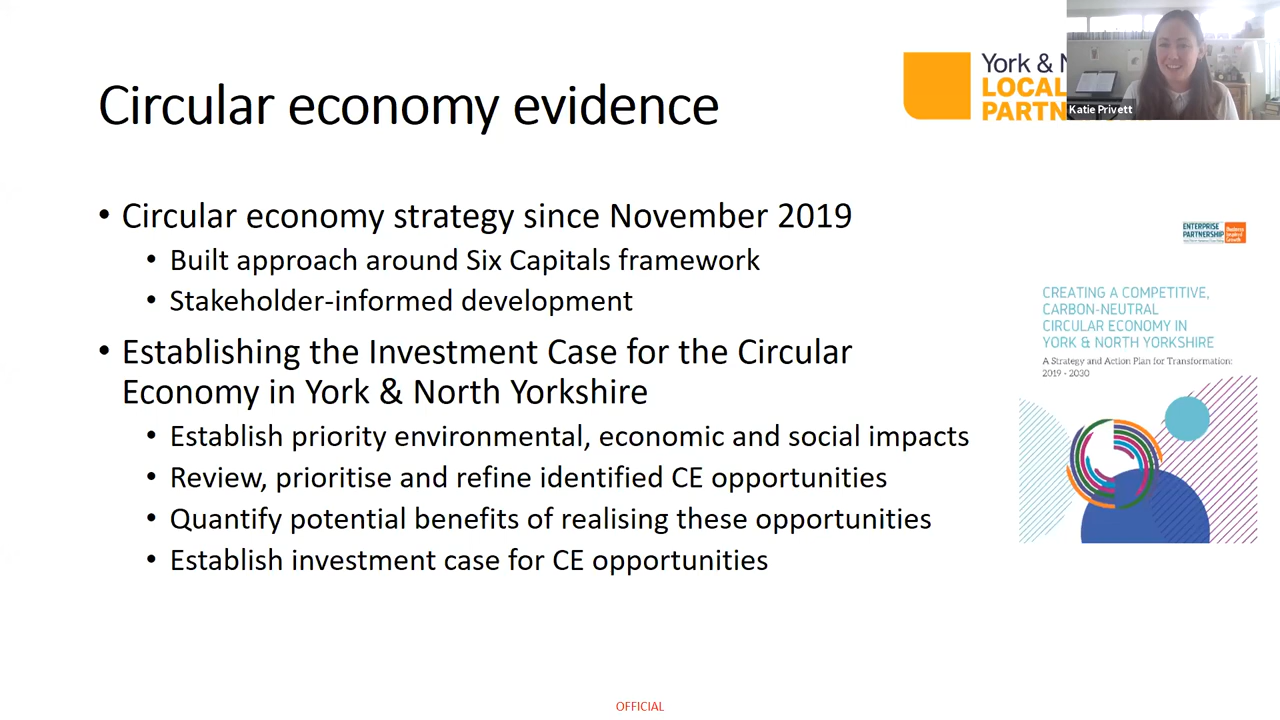 Circular economy evidence
York &
LOCAL
PARTN
Katie Privett
• Circular economy strategy since November 2019
• Built approach around Six Capitals framework
• Stakeholder-informed development
• Establishing the Investment Case for the Circular
Economy in York & North Yorkshire
• Establish priority environmental, economic and social impacts
• Review, prioritise and refine identified CE opportunities
• Quantify potential benefits of realising these opportunities
• Establish investment case for CE opportunities
ENTERPRISE
PARTNERSHIP
CREATING A COMPETITIVE,
CARBON-NEUTRAL
CIRCULAR ECONOMY IN
YORK & NORTH YORKSHIRE
A Strategy and Action Plan for Transformation:
2019 - 2030
OFFICIAL